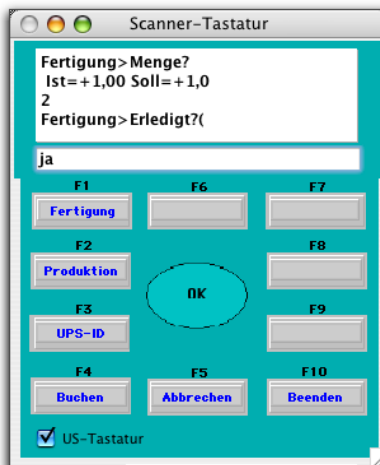 Scanner-Tastatur
Fertigung>Menge?
Ist=+1,00 Soll=+1,0
2
Fertigung>Erledigt?(
ja
F1 F6 F7
Fertigung
F2 F8
Produktion
OK
F3 F9
UPS-ID
F4 F5 F10
Buchen Abbrechen Beenden
US-Tastatur